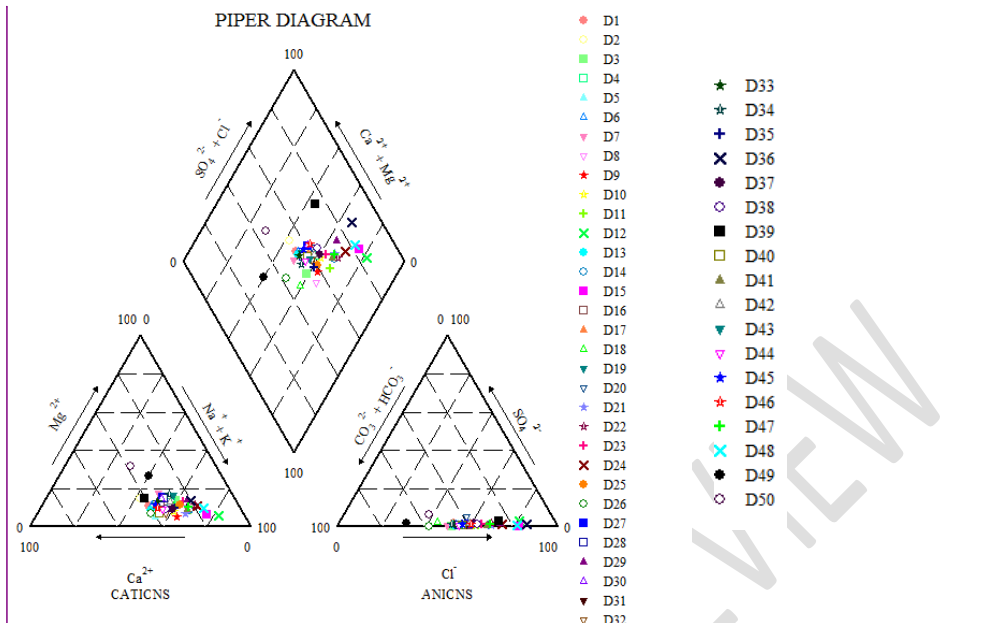 PIPER DIAGRAM
100
SO4 2- + Cl -
Ca 2+ + Mg 2+
0
0
100
100 0
Mg 2+
Na + + K +
0
100
100
0
Ca2+
CATICNS
0 100
CO3 2- + HCO3 -
SO4 2-
100
0
0
100
Cl-
ANICNS
D1
D2
D3
D4
D5
D6
D7
D8
D9
D10
D11
D12
D13
D14
D15
D16
D17
D18
D19
D20
D21
D22
D23
D24
D25
D26
D27
D28
D29
D30
D31
D32
D33
D34
D35
D36
D37
D38
D39
D40
D41
D42
D43
D44
D45
D46
D47
D48
D49
D50